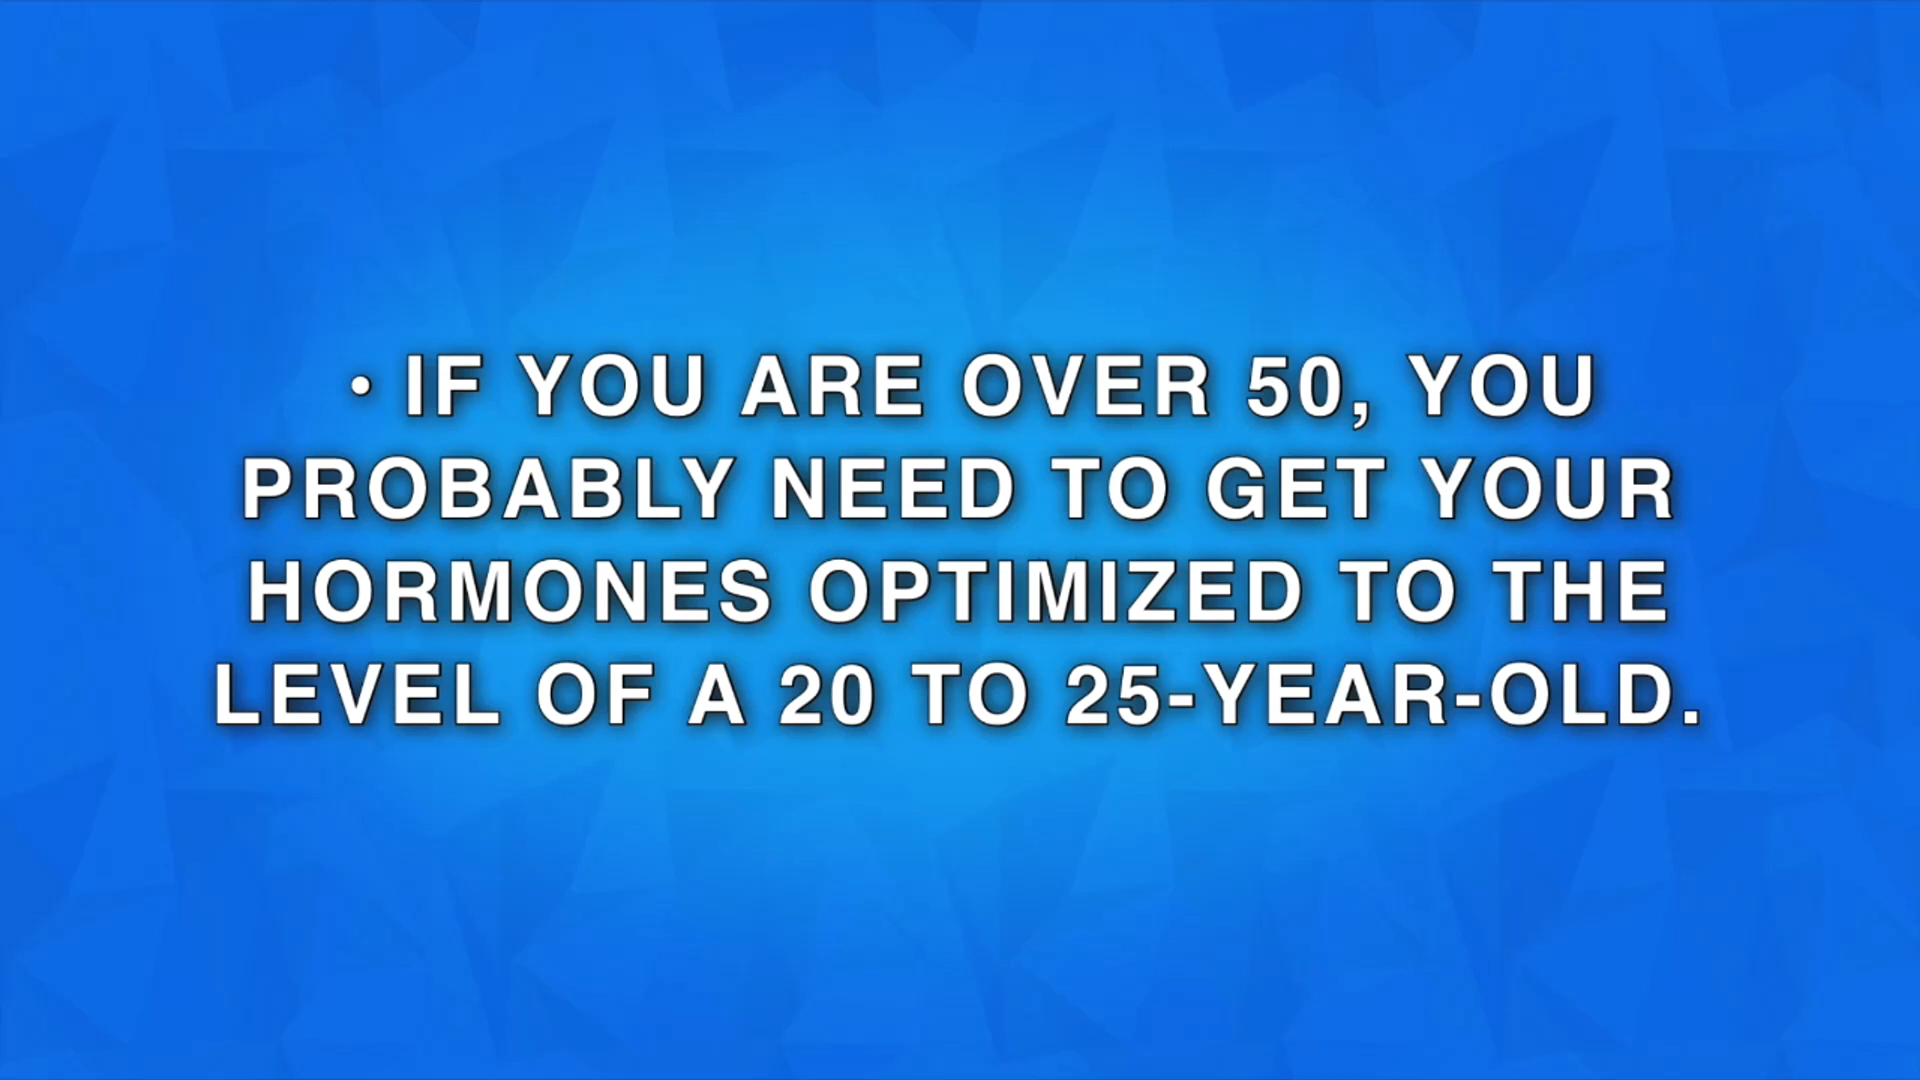 • IF YOU ARE OVER 50, YOU
PROBABLY NEED TO GET YOUR
HORMONES OPTIMIZED TO THE
LEVEL OF A 20 TO 25-YEAR-OLD.